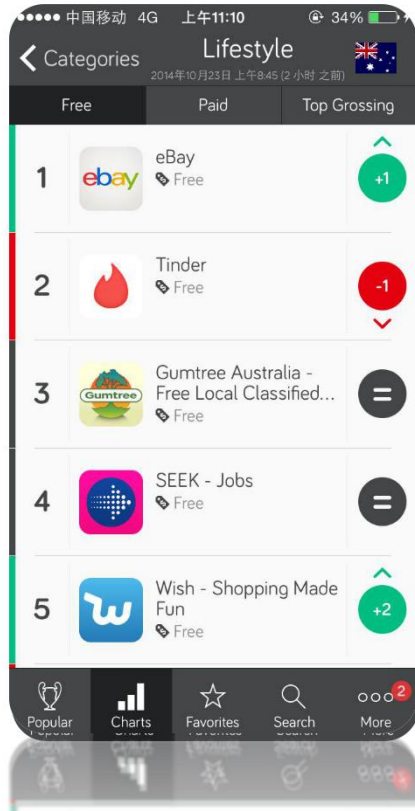 中国移动 4G 上午11:10 34%
Categories
Lifestyle
2014年10月23日 上午8:45 (2 小时 之前)
Free Paid Top Grossing
1
ebay
eBay
Free
+1
2
Tinder
Free
-1
3
Gumtree
Gumtree Australia -
Free Local Classified...
Free
4
SEEK - Jobs
Free
5
Wish - Shopping Made
Fun
Free
+2
2
Popular Charts Favorites Search More